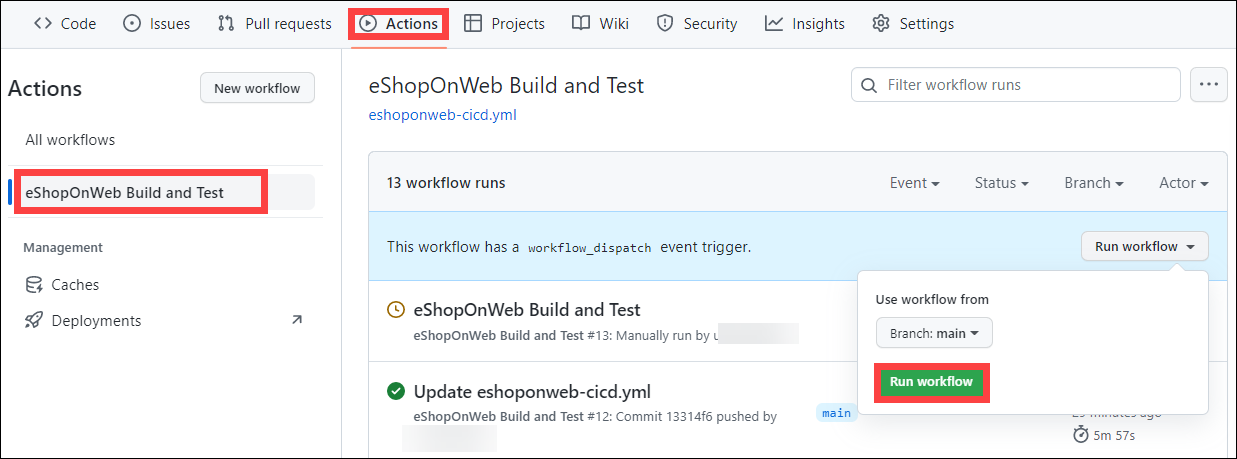 Code Issues Pull requests Actions Projects Wiki Security Insights Settings
Actions
New workflow
All workflows
eShopOnWeb Build and Test
Management
Caches
Deployments
eShopOnWeb Build and Test
Filter workflow runs
eshoponweb-cicd.yml
13 workflow runs
Event Status Branch Actor
This workflow has a workflow_dispatch event trigger.
Run workflow
Use workflow from
Branch: main
Run workflow
eShopOnWeb Build and Test
eShopOnWeb Build and Test #13: Manually run by
Update eshoponweb-cicd.yml
eShopOnWeb Build and Test #12: Commit 13314f6 pushed by
main
minutes ago
5m 57s